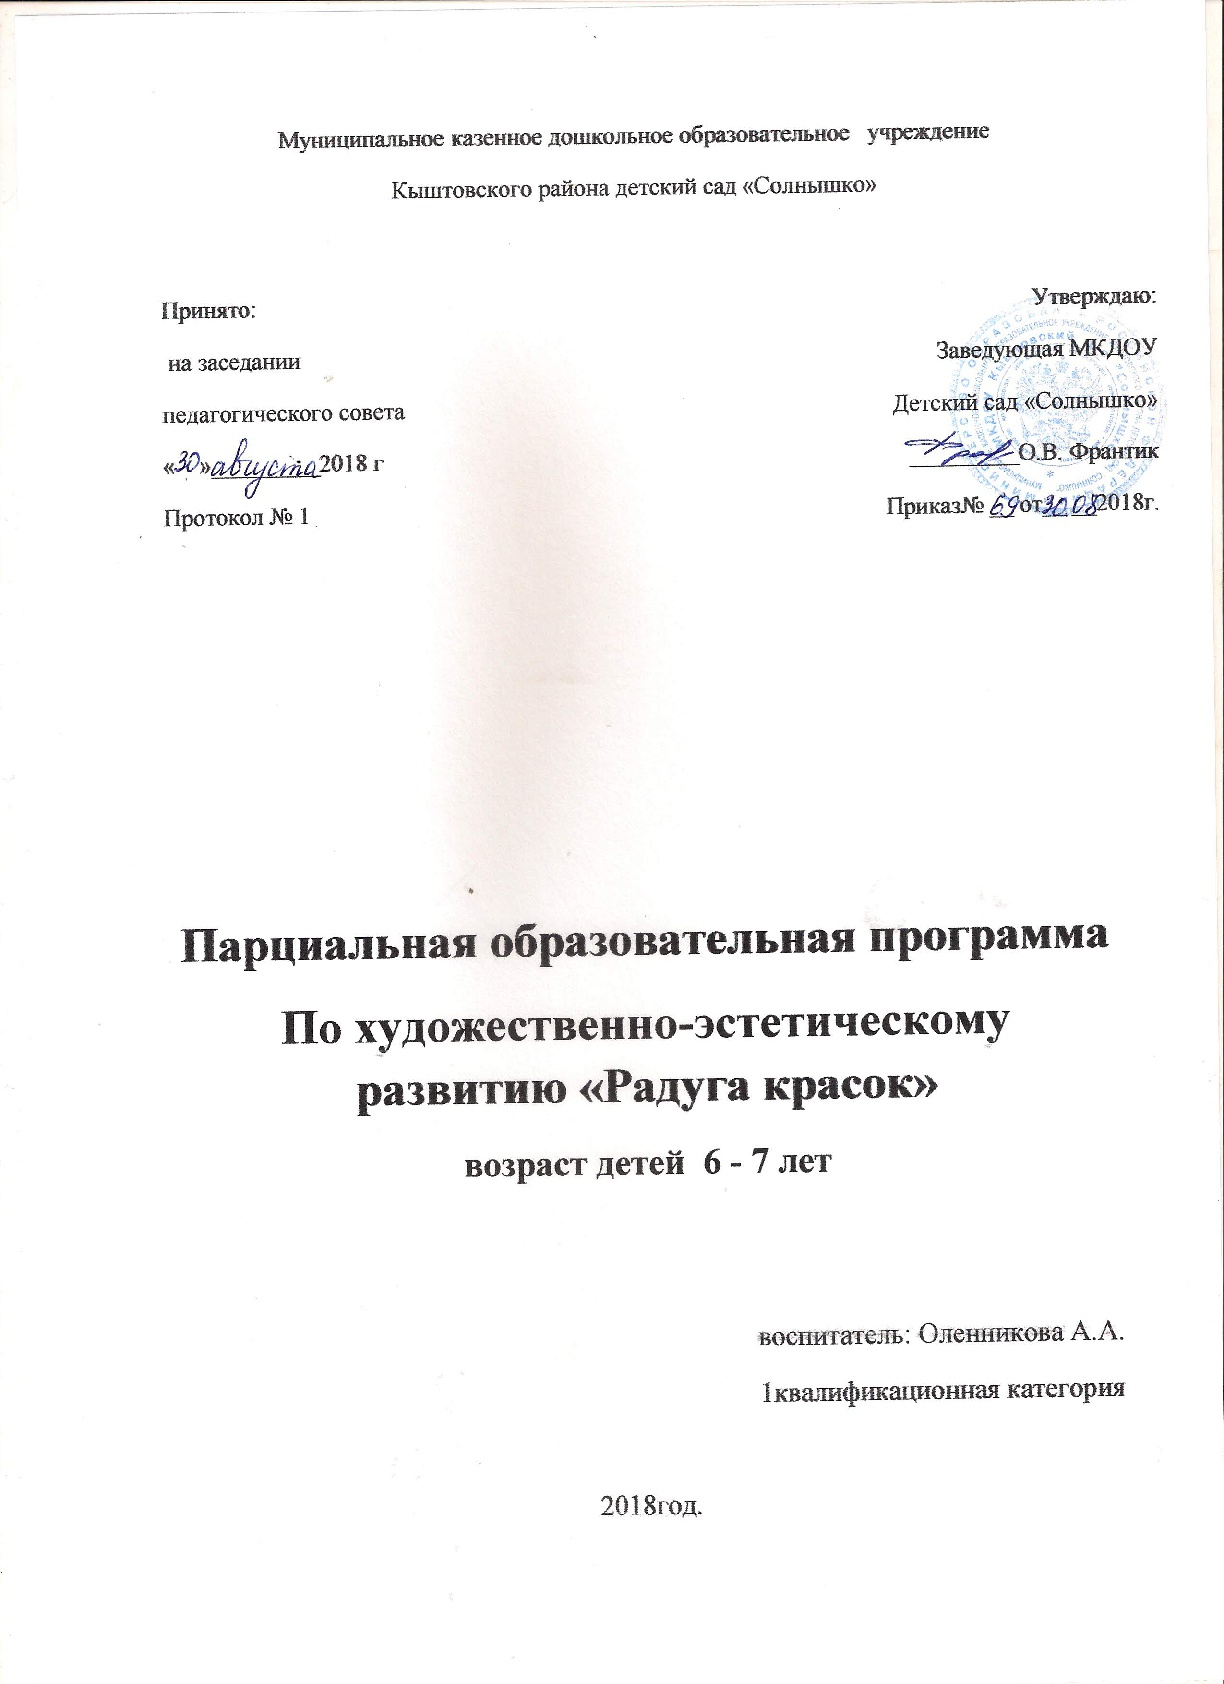 Муниципальное казенное дошкольное образовательное учреждение
Кыштовского района детский сад «Солнышко»
Принято:
на заседании
педагогического совета
«30»августа 2018 г
Протокол № 1
Утверждаю:
Заведующая МКДОУ
Детский сад «Солнышко»
О.В. Франтик
Приказ№ 69 от 30.08 2018г.
Парциальная образовательная программа
По художественно-эстетическому
развитию «Радуга красок»
возраст детей 6 - 7 лет
воспитатель: Оленникова А.А.
1квалификационная категория
2018год.